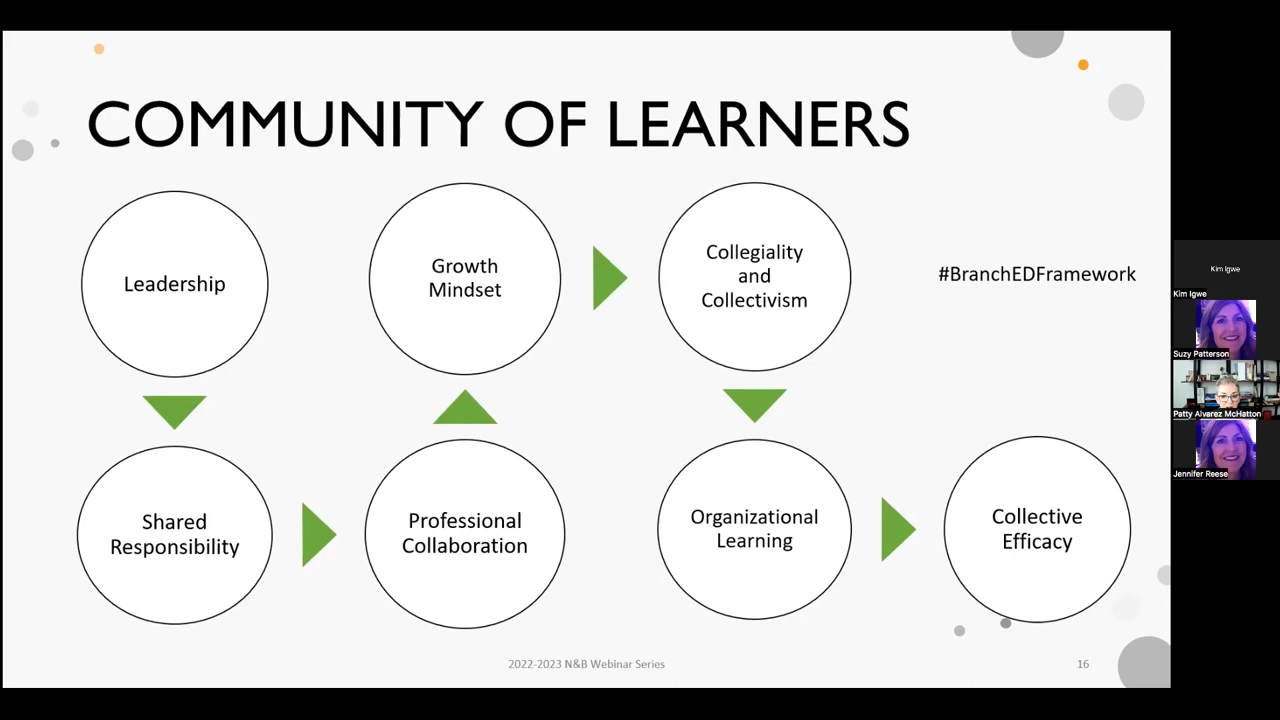 COMMUNITY OF LEARNERS
Leadership
Shared
Responsibility
Professional
Collaboration
Growth
Mindset
Collegiality
and
Collectivism
Organizational
Learning
Collective
Efficacy
#BranchEDFramework
2022-2023 N&B Webinar Series
16
Kim Igwe
Kim Igwe
Suzy Patterson
Patty Alvarez McHatton
Jennifer Reese